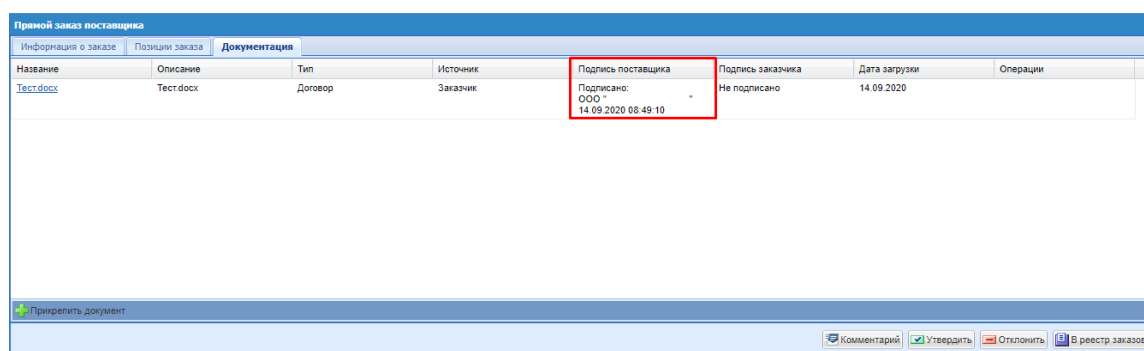 Прямой заказ поставщика
Информация о заказе Позиции заказа Документация
Название Описание Тип Источник Подпись поставщика Подпись заказчика Дата загрузки Операции
Тест.docx Тест.docx Договор Заказчик Подписано: Не подписано 14.09.2020
ООО " "
14.09.2020 08:49:10
Прикрепить документ
Комментарий Утвердить Отклонить В реестр заказов